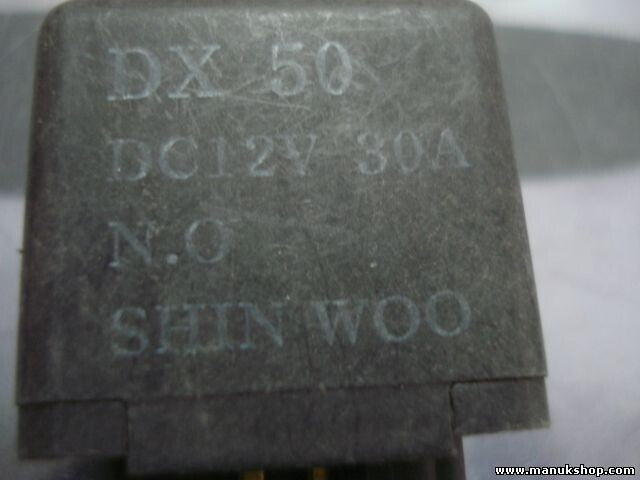 DX 50
DC12V 30A
N.O
SHIN WOO
www.manukshop.com